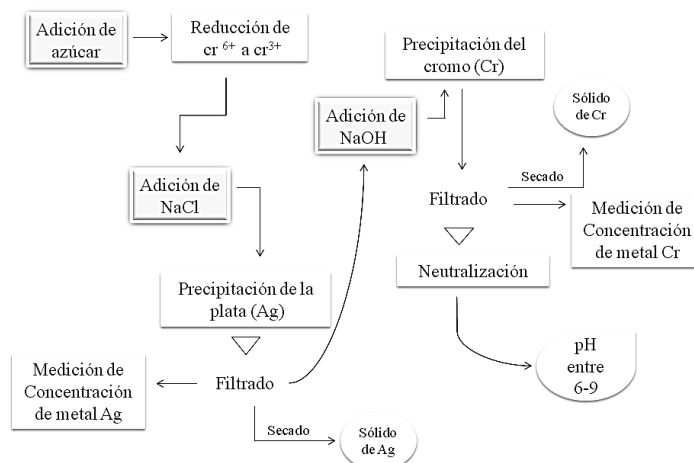 Adición de
azúcar
Reducción de
cr 6+ a cr3+
Adición de
NaCl
Precipitación de la
plata (Ag)
Filtrado
Medición de
Concentración
de metal Ag
Secado
Sólido
de Ag
Adición de
NaOH
Precipitación del
cromo (Cr)
Filtrado
Secado
Sólido
de Cr
Medición de
Concentración
de metal Cr
Neutralización
pH
entre
6-9